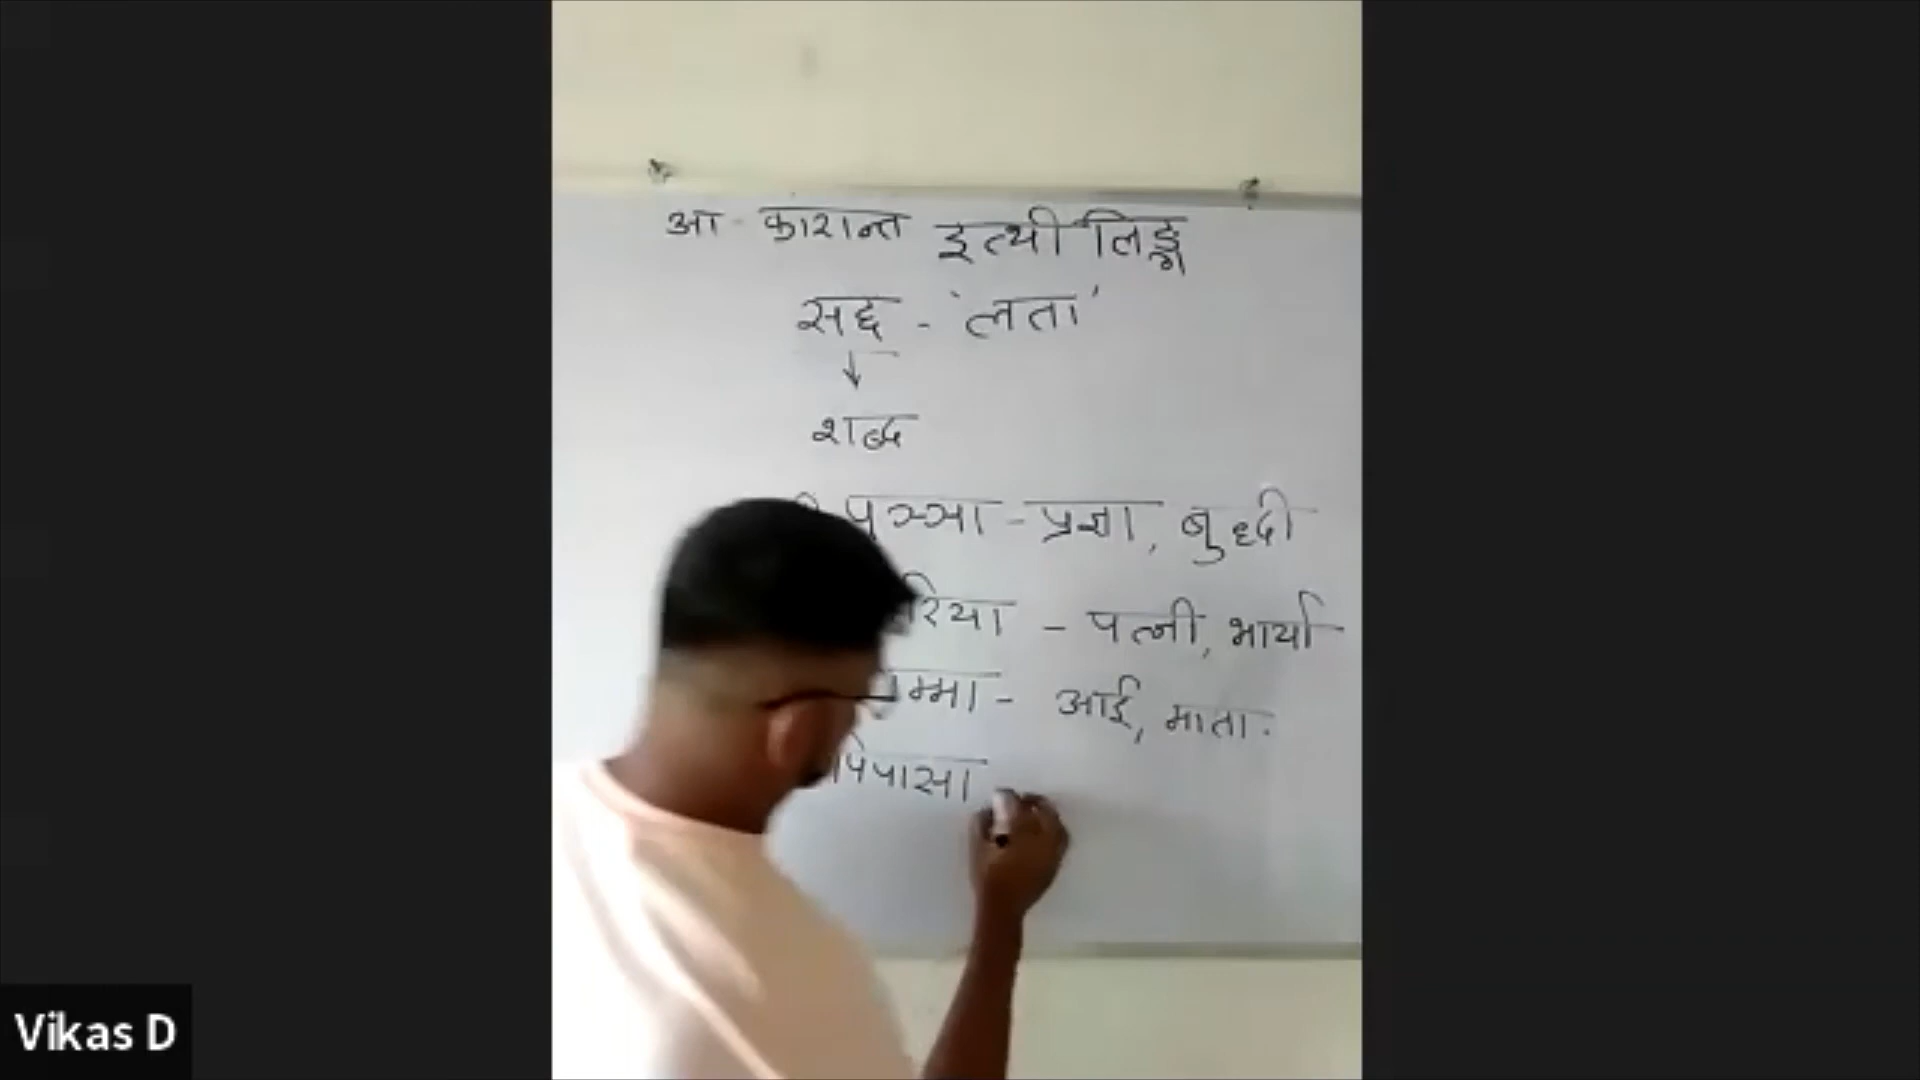 आ - कारान्त इत्थी लिङ्ग
सद्द - 'लता'
↓
शब्द
पञ्ञा - प्रज्ञा, बुध्दी
रिया - पत्नी, भार्या
म्मा - आई, माता.
पिपासा
Vikas D